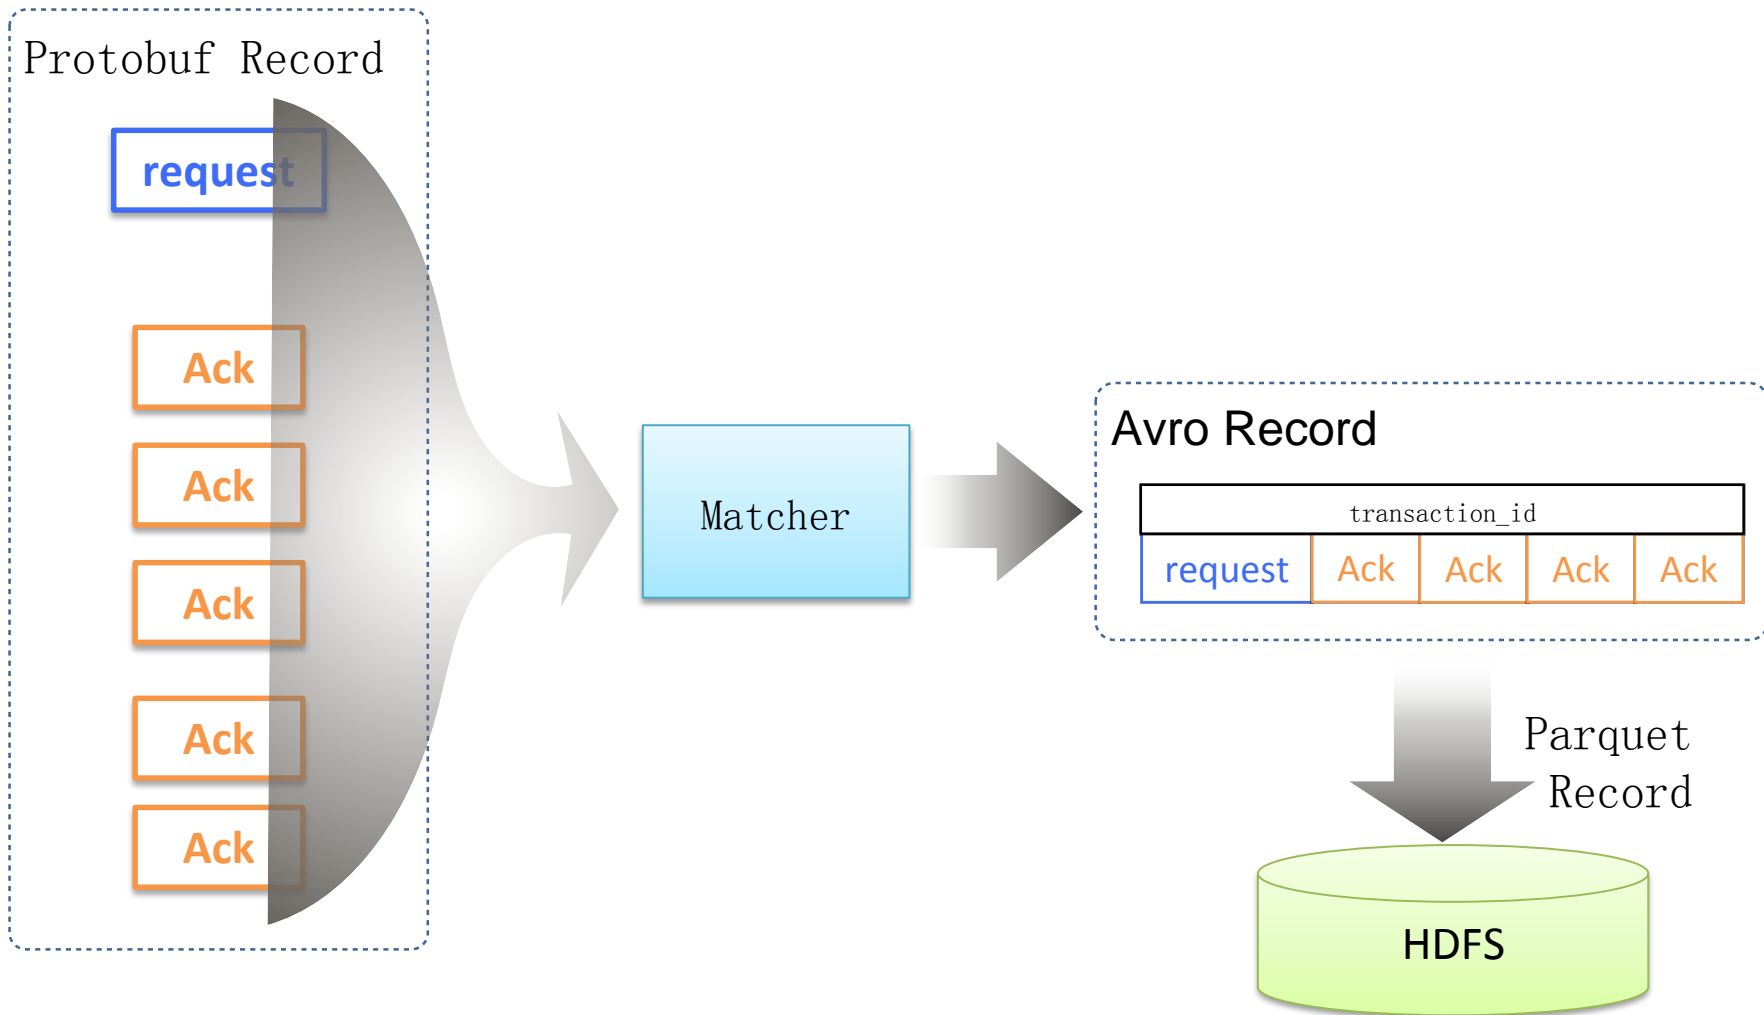 Protobuf Record
request
Ack
Ack
Ack
Ack
Ack
Matcher
Avro Record
transaction_id
request Ack Ack Ack Ack
Parquet
Record
HDFS